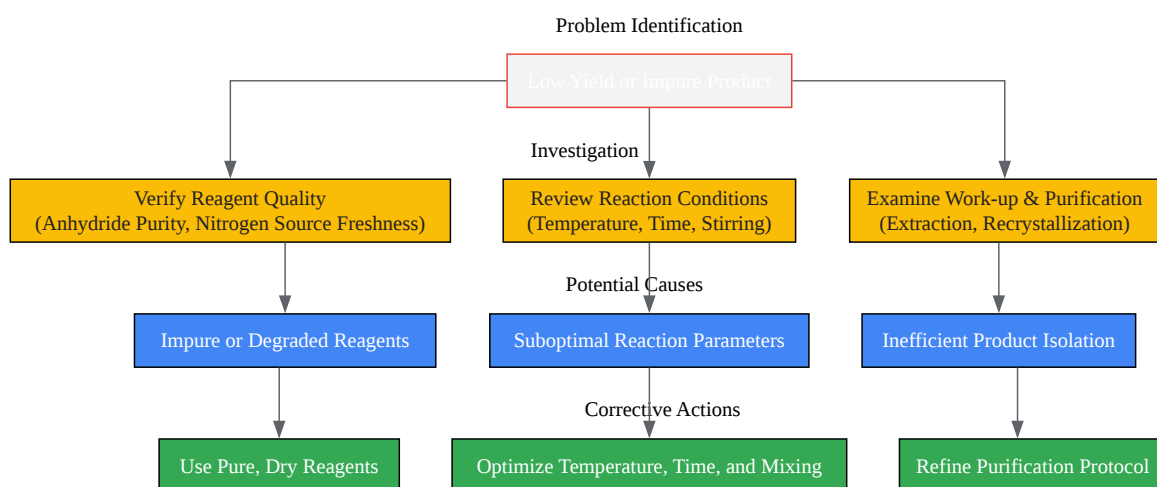 Problem Identification
Low Yield or Impure Product
Investigation
Verify Reagent Quality
(Anhydride Purity, Nitrogen Source Freshness)
Review Reaction Conditions
(Temperature, Time, Stirring)
Examine Work-up & Purification
(Extraction, Recrystallization)
Potential Causes
Impure or Degraded Reagents
Suboptimal Reaction Parameters
Inefficient Product Isolation
Corrective Actions
Use Pure, Dry Reagents
Optimize Temperature, Time, and Mixing
Refine Purification Protocol